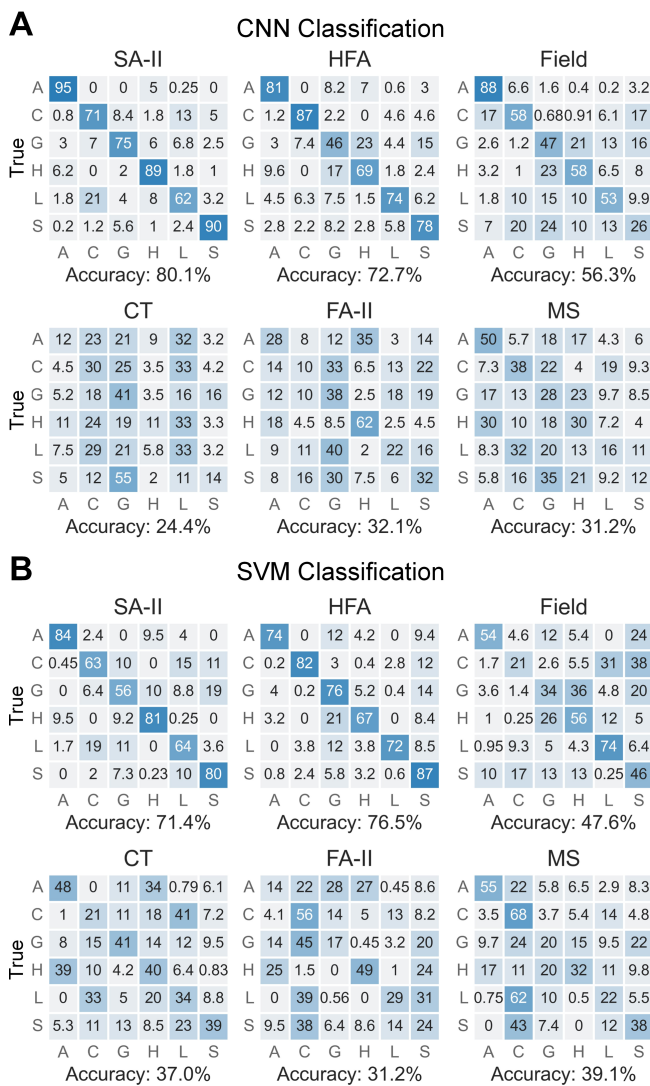 A CNN Classification
SA-II HFA Field
A 95 0 0 5 0.25 0 A 81 0 8.2 7 0.6 3 A 88 6.6 1.6 0.4 0.2 3.2
C 0.8 71 8.4 1.8 13 5 C 1.2 87 2.2 0 4.6 4.6 C 17 58 0.68 0.91 6.1 17
G 3 7 75 6 6.8 2.5 G 3 7.4 46 23 4.4 15 G 2.6 1.2 47 21 13 16
True
H 6.2 0 2 89 1.8 1 H 9.6 0 17 69 1.8 2.4 H 3.2 1 23 58 6.5 8
L 1.8 21 4 8 62 3.2 L 4.5 6.3 7.5 1.5 74 6.2 L 1.8 10 15 10 53 9.9
S 0.2 1.2 5.6 1 2.4 90 S 2.8 2.2 8.2 2.8 5.8 78 S 7 20 24 10 13 26
A C G H L S A C G H L S A C G H L S
Accuracy: 80.1% Accuracy: 72.7% Accuracy: 56.3%
CT FA-II MS
A 12 23 21 9 32 3.2 A 28 8 12 35 3 14 A 50 5.7 18 17 4.3 6
C 4.5 30 25 3.5 33 4.2 C 14 10 33 6.5 13 22 C 7.3 38 22 4 19 9.3
G 5.2 18 41 3.5 16 16 G 12 10 38 2.5 18 19 G 17 13 28 23 9.7 8.5
True
H 11 24 19 11 33 3.3 H 18 4.5 8.5 62 2.5 4.5 H 30 10 18 30 7.2 4
L 7.5 29 21 5.8 33 3.2 L 9 11 40 2 22 16 L 8.3 32 20 13 16 11
S 5 12 55 2 11 14 S 8 16 30 7.5 6 32 S 5.8 16 35 21 9.2 12
A C G H L S A C G H L S A C G H L S
Accuracy: 24.4% Accuracy: 32.1% Accuracy: 31.2%
B SVM Classification
SA-II HFA Field
A 84 2.4 0 9.5 4 0 A 74 0 12 4.2 0 9.4 A 54 4.6 12 5.4 0 24
C 0.45 63 10 0 15 11 C 0.2 82 3 0.4 2.8 12 C 1.7 21 2.6 5.5 31 38
G 0 6.4 56 10 8.8 19 G 4 0.2 76 5.2 0.4 14 G 3.6 1.4 34 36 4.8 20
True
H 9.5 0 9.2 81 0.25 0 H 3.2 0 21 67 0 8.4 H 1 0.25 26 56 12 5
L 1.7 19 11 0 64 3.6 L 0 3.8 12 3.8 72 8.5 L 0.95 9.3 5 4.3 74 6.4
S 0 2 7.3 0.23 10 80 S 0.8 2.4 5.8 3.2 0.6 87 S 10 17 13 13 0.25 46
A C G H L S A C G H L S A C G H L S
Accuracy: 71.4% Accuracy: 76.5% Accuracy: 47.6%
CT FA-II MS
A 48 0 11 34 0.79 6.1 A 14 22 28 27 0.45 8.6 A 55 22 5.8 6.5 2.9 8.3
C 1 21 11 18 41 7.2 C 4.1 56 14 5 13 8.2 C 3.5 68 3.7 5.4 14 4.8
G 8 15 41 14 12 9.5 G 14 45 17 0.45 3.2 20 G 9.7 24 20 15 9.5 22
True
H 39 10 4.2 40 6.4 0.83 H 25 1.5 0 49 1 24 H 17 11 20 32 11 9.8
L 0 33 5 20 34 8.8 L 0 39 0.56 0 29 31 L 0.75 62 10 0.5 22 5.5
S 5.3 11 13 8.5 23 39 S 9.5 38 6.4 8.6 14 24 S 0 43 7.4 0 12 38
A C G H L S A C G H L S A C G H L S
Accuracy: 37.0% Accuracy: 31.2% Accuracy: 39.1%